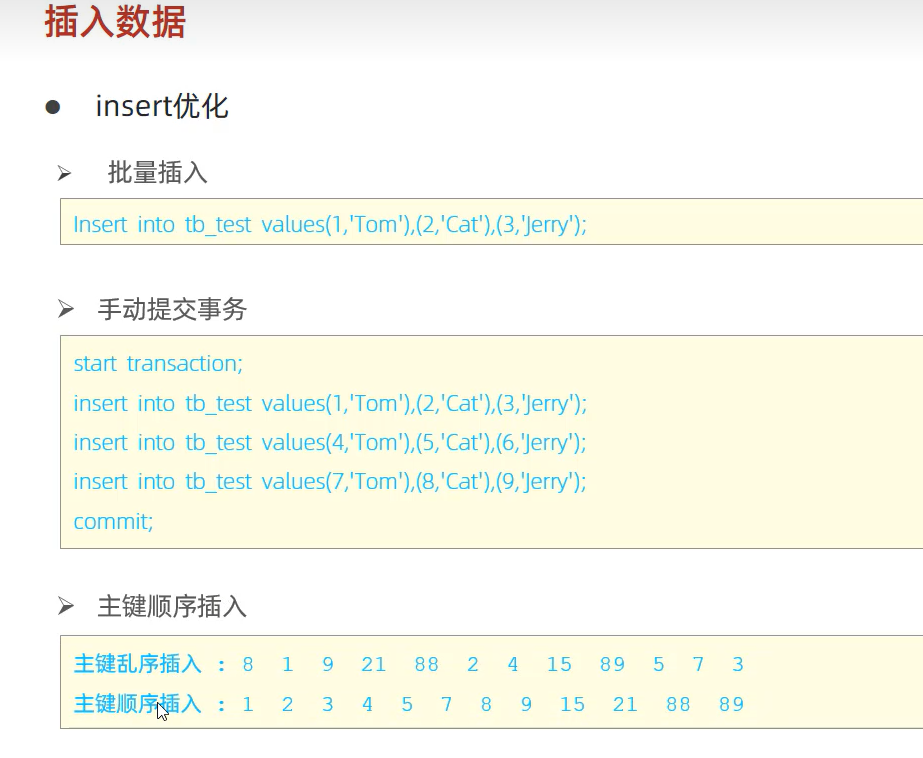 插入数据
insert优化
批量插入
Insert into tb_test values(1,'Tom'),(2,'Cat'),(3,'Jerry');
手动提交事务
start transaction;
insert into tb_test values(1,'Tom'),(2,'Cat'),(3,'Jerry');
insert into tb_test values(4,'Tom'),(5,'Cat'),(6,'Jerry');
insert into tb_test values(7,'Tom'),(8,'Cat'),(9,'Jerry');
commit;
主键顺序插入
主键乱序插入 : 8 1 9 21 88 2 4 15 89 5 7 3
主键顺序插入 : 1 2 3 4 5 7 8 9 15 21 88 89